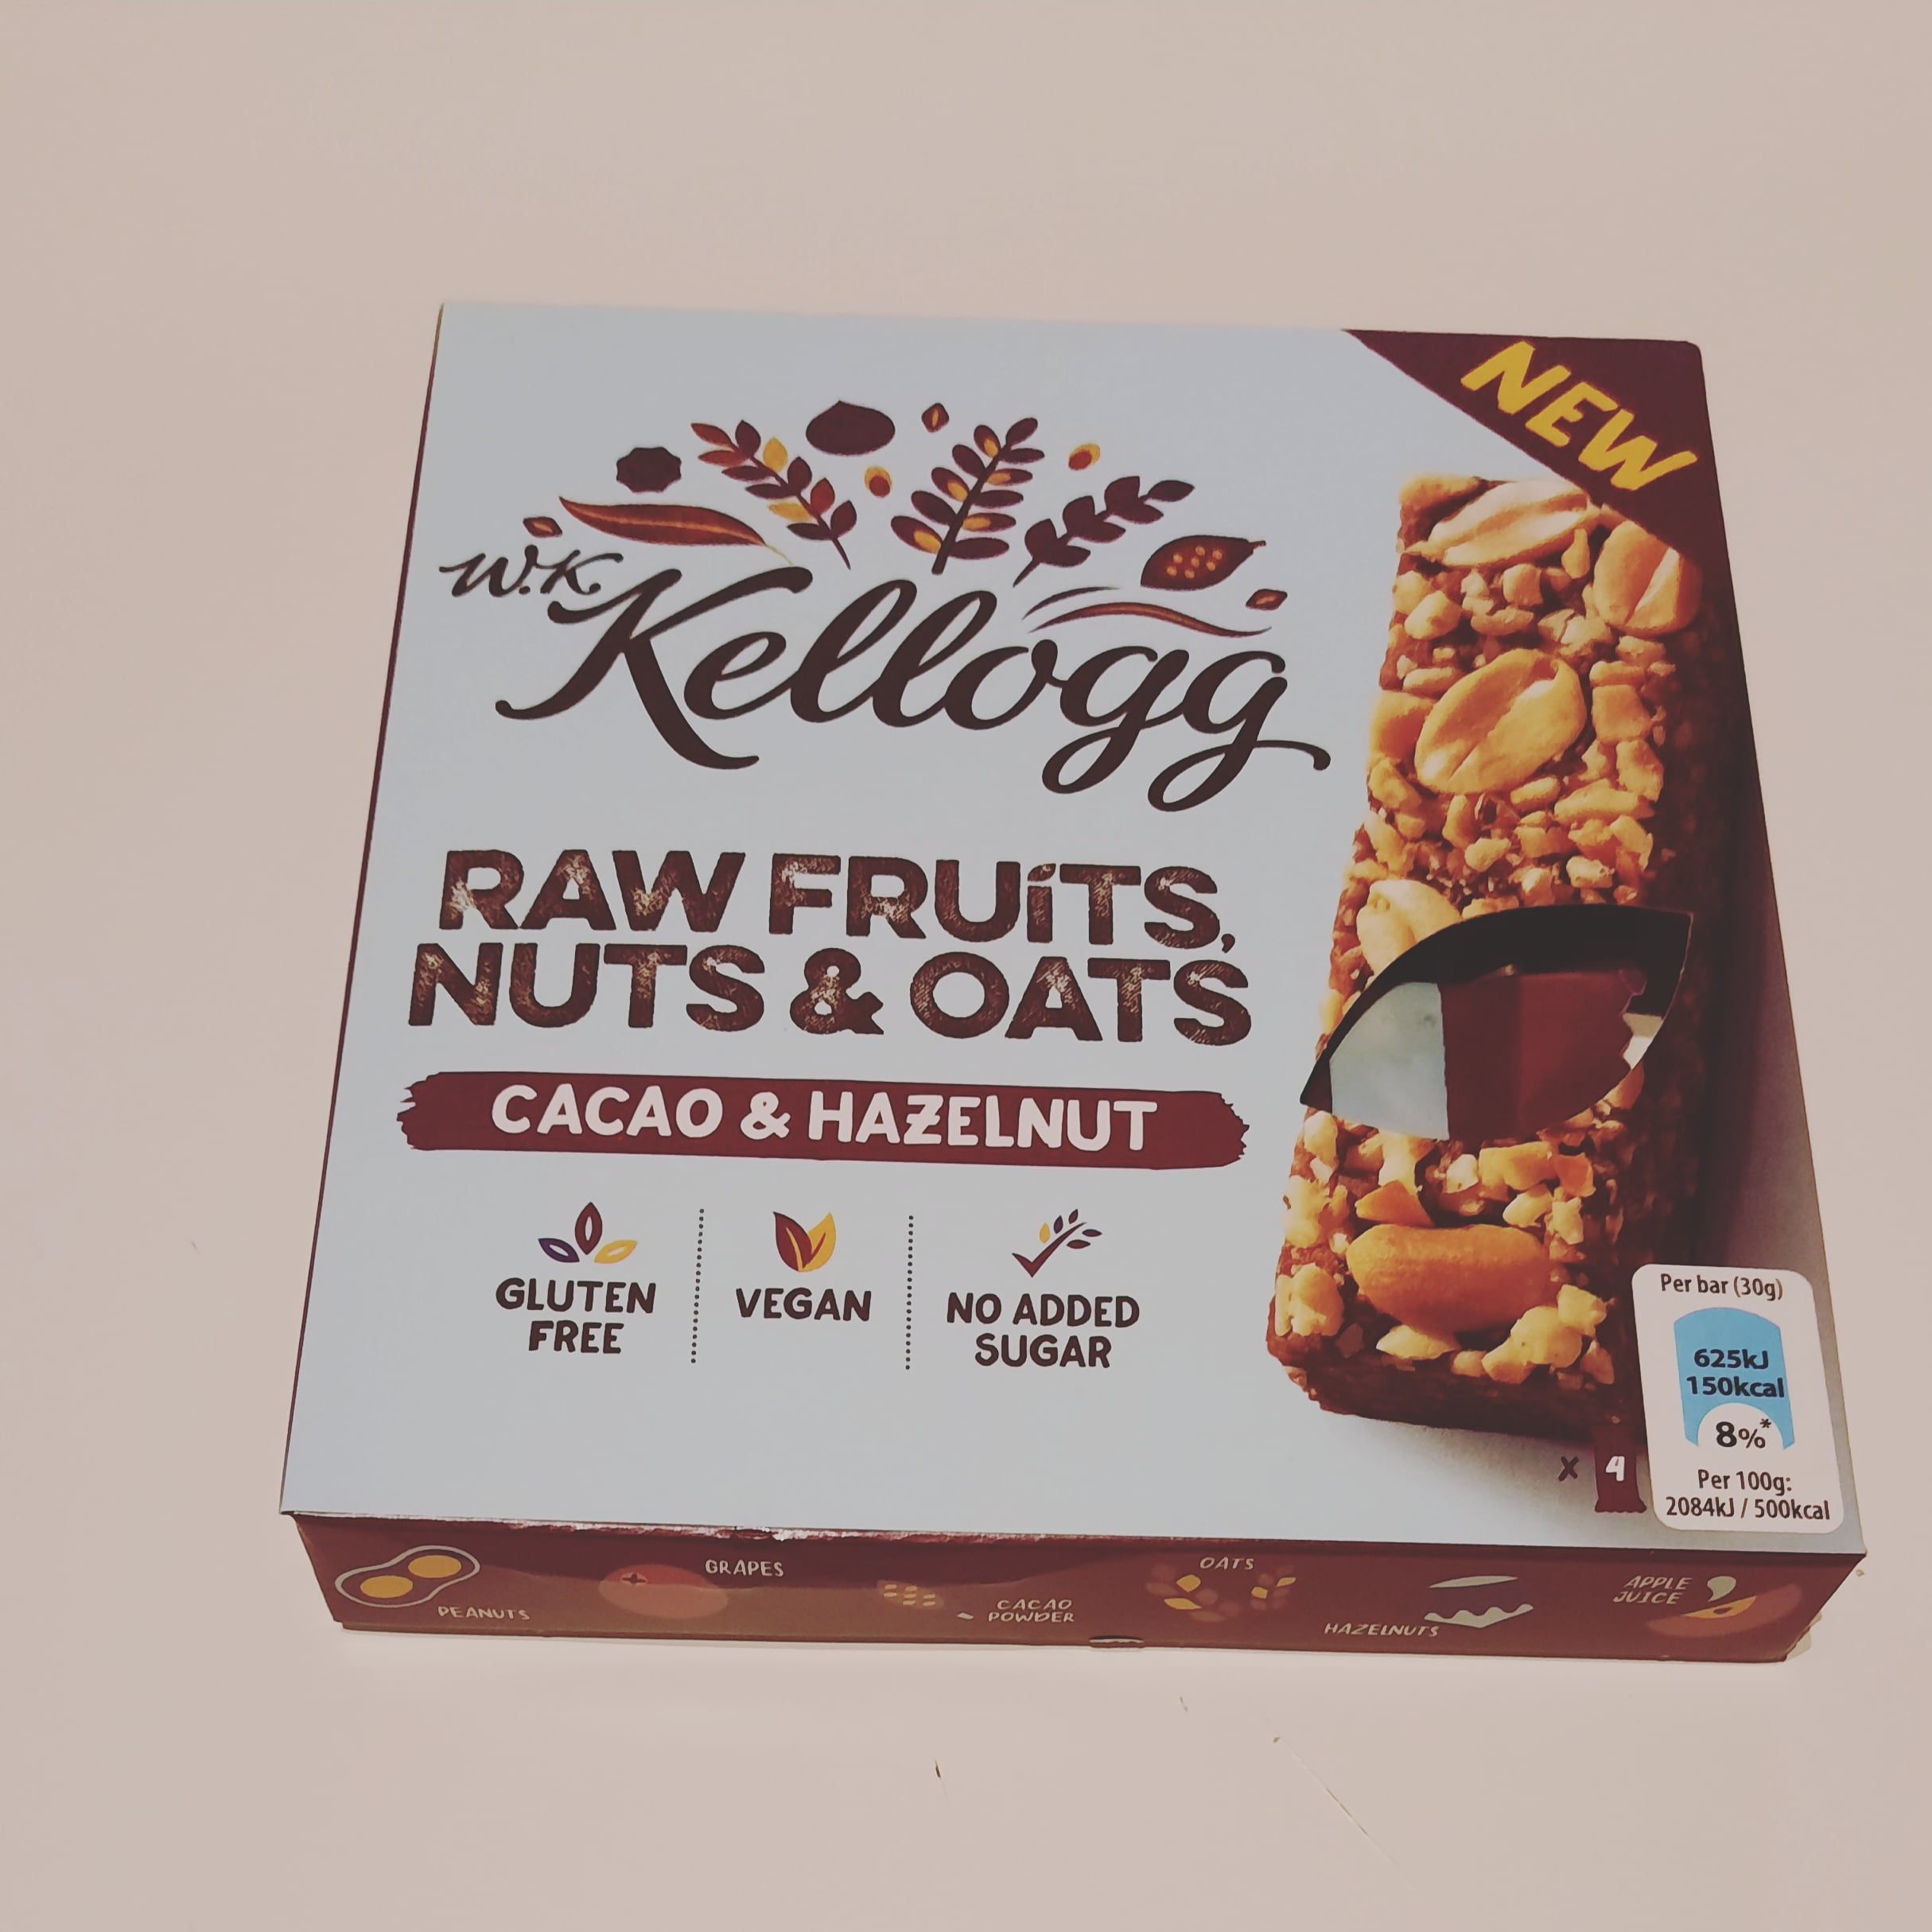 NEW
W.K
Kellogg
RAW FRUiTS,
NUTS & OATS
CACAO & HAZELNUT
GLUTEN
FREE
VEGAN
NO ADDED
SUGAR
Per bar (30g)
625kJ
150kcal
8%*
Per 100g:
2084kJ / 500kcal
x 4
PEANUTS
GRAPES
CACAO
POWDER
OATS
HAZELNUTS
APPLE
JUICE